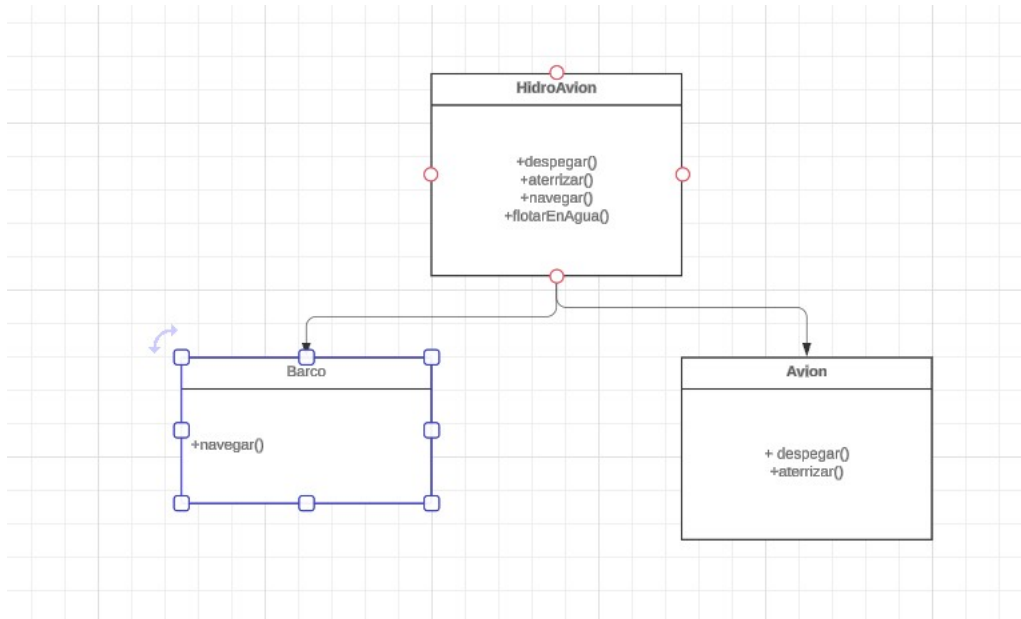 HidroAvion
+despegar()
+aterrizar()
+navegar()
+flotarEnAgua()
Barco
+navegar()
Avion
+ despegar()
+aterrizar()